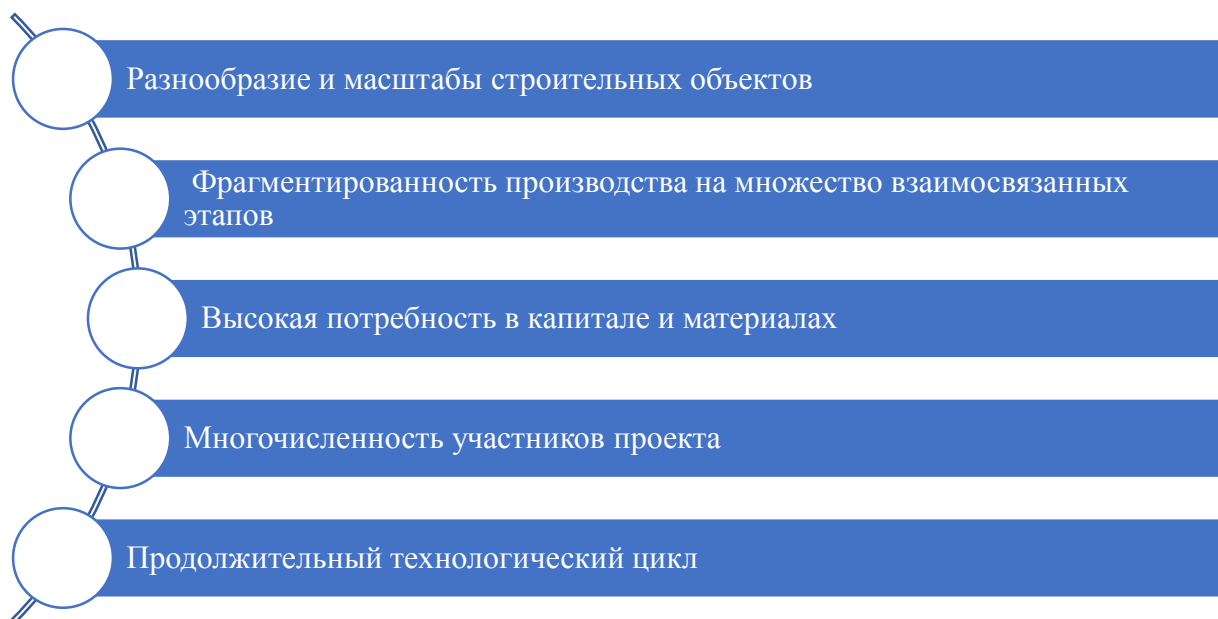 Разнообразие и масштабы строительных объектов
Фрагментированность производства на множество взаимосвязанных
этапов
Высокая потребность в капитале и материалах
Многочисленность участников проекта
Продолжительный технологический цикл